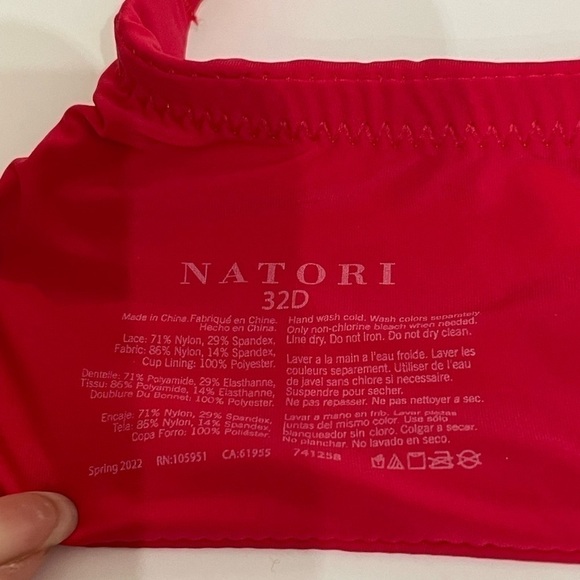 NATORI
32D
Made in China. Fabriqué en Chine.
Hecho en China.
Lace: 71% Nylon, 29% Spandex,
Fabric: 86% Nylon, 14% Spandex,
Cup Lining: 100% Polyester.
Dentelle: 71% Polyamide, 29% Elasthanne,
Tissu: 86% Polyamide, 14% Elasthanne,
Doublure Du Bonnet: 100% Polyester.
Encaje: 71% Nylon, 29% Spandex,
Tela: 86% Nylon, 14% Spandex,
Copa Forro: 100% Poliéster.
Hand wash cold. Wash colors separately
Only non-chlorine bleach when needed.
Line dry. Do not Iron. Do not dry clean.
Laver a la main a l'eau froide. Laver les
couleurs separement. Utiliser de l'eau
de javel sans chlore si necessaire.
Suspendre pour secher.
Ne pas repasser. Ne pas nettoyer a sec.
Lavar a mano en frio. Lavar piezas
juntas del mismo color. Use sólo
blanqueador sin cloro. Colgar a secar.
No planchar. No lavado en seco.
Spring 2022 RN:105951 CA:61955 741258